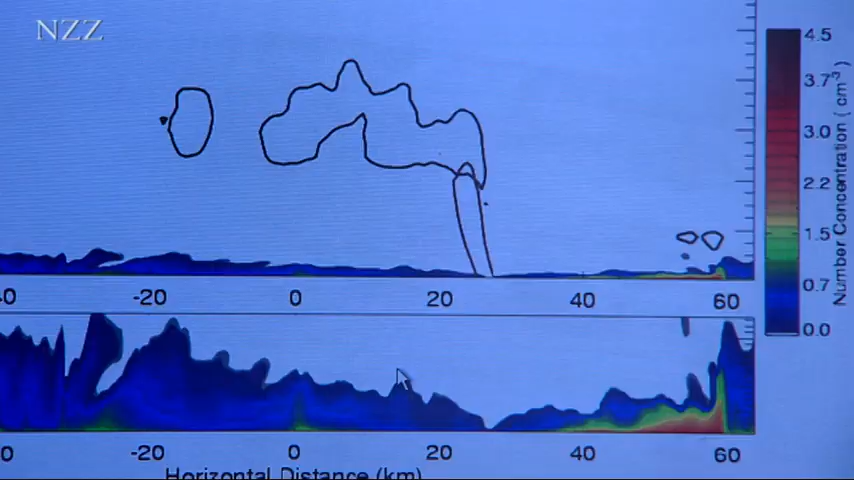 NZZ
4.5
3.7
3.0
2.2
1.5
0.7
0.0
Number Concentration ( cm-3 )
-20 0 20 40 60
-20 0 20 40 60
Horizontal Distance (km)